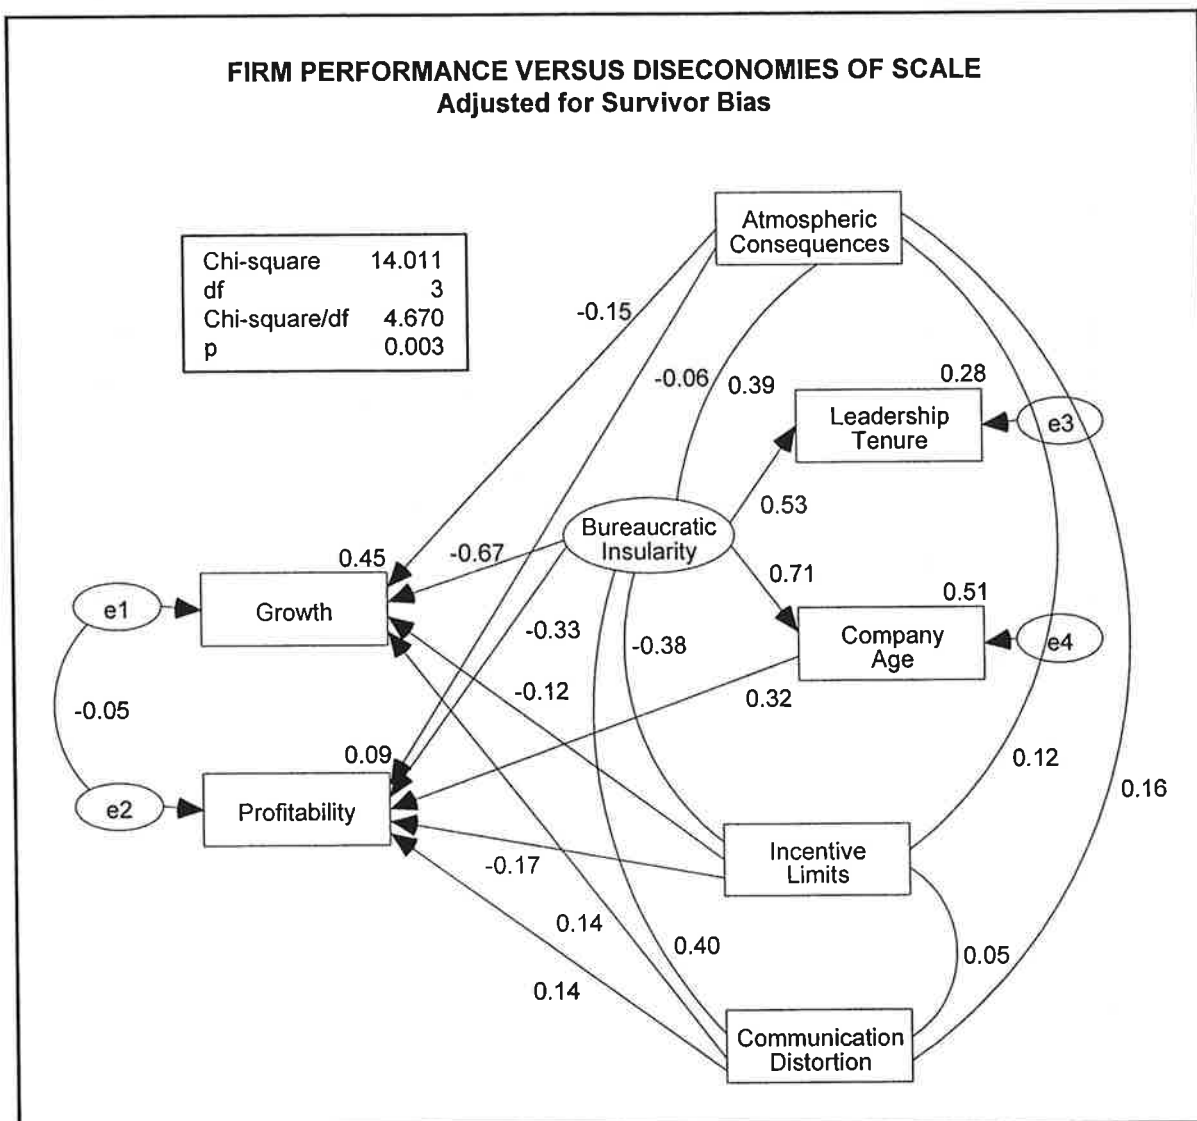 FIRM PERFORMANCE VERSUS DISECONOMIES OF SCALE
Adjusted for Survivor Bias
Chi-square 14.011
df 3
Chi-square/df 4.670
p 0.003
Atmospheric
Consequences
-0.15
-0.06
0.39
0.28
Leadership
Tenure
e3
0.53
Bureaucratic
Insularity
0.45
-0.67
0.71
0.51
e1
Growth
-0.33
-0.38
Company
Age
e4
-0.12
0.32
-0.05
0.09
0.12
0.16
e2
Profitability
-0.17
Incentive
Limits
0.14
0.40
0.05
0.14
Communication
Distortion